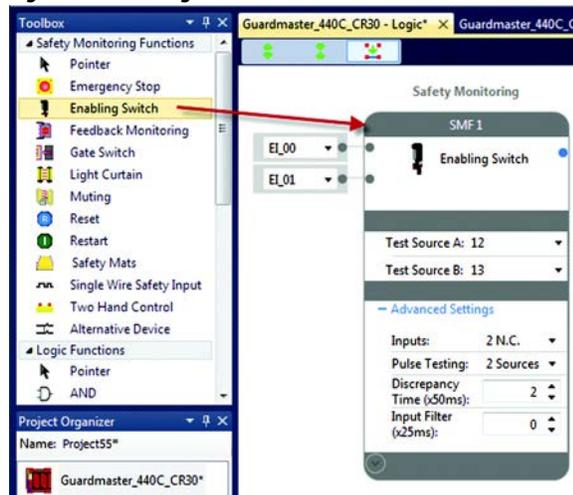 Toolbox
Safety Monitoring Functions
Pointer
Emergency Stop
Enabling Switch
Feedback Monitoring
Gate Switch
Light Curtain
Muting
Reset
Restart
Safety Mats
Single Wire Safety Input
Two Hand Control
Alternative Device
Logic Functions
Pointer
AND
Project Organizer
Name: Project55*
Guardmaster_440C_CR30*
Guardmaster_440C_CR30 - Logic*
Guardmaster_440C_C
Safety Monitoring
SMF 1
EI_00
EI_01
Enabling Switch
Test Source A: 12
Test Source B: 13
Advanced Settings
Inputs: 2 N.C.
Pulse Testing: 2 Sources
Discrepancy
Time (x50ms): 2
Input Filter
(x25ms): 0